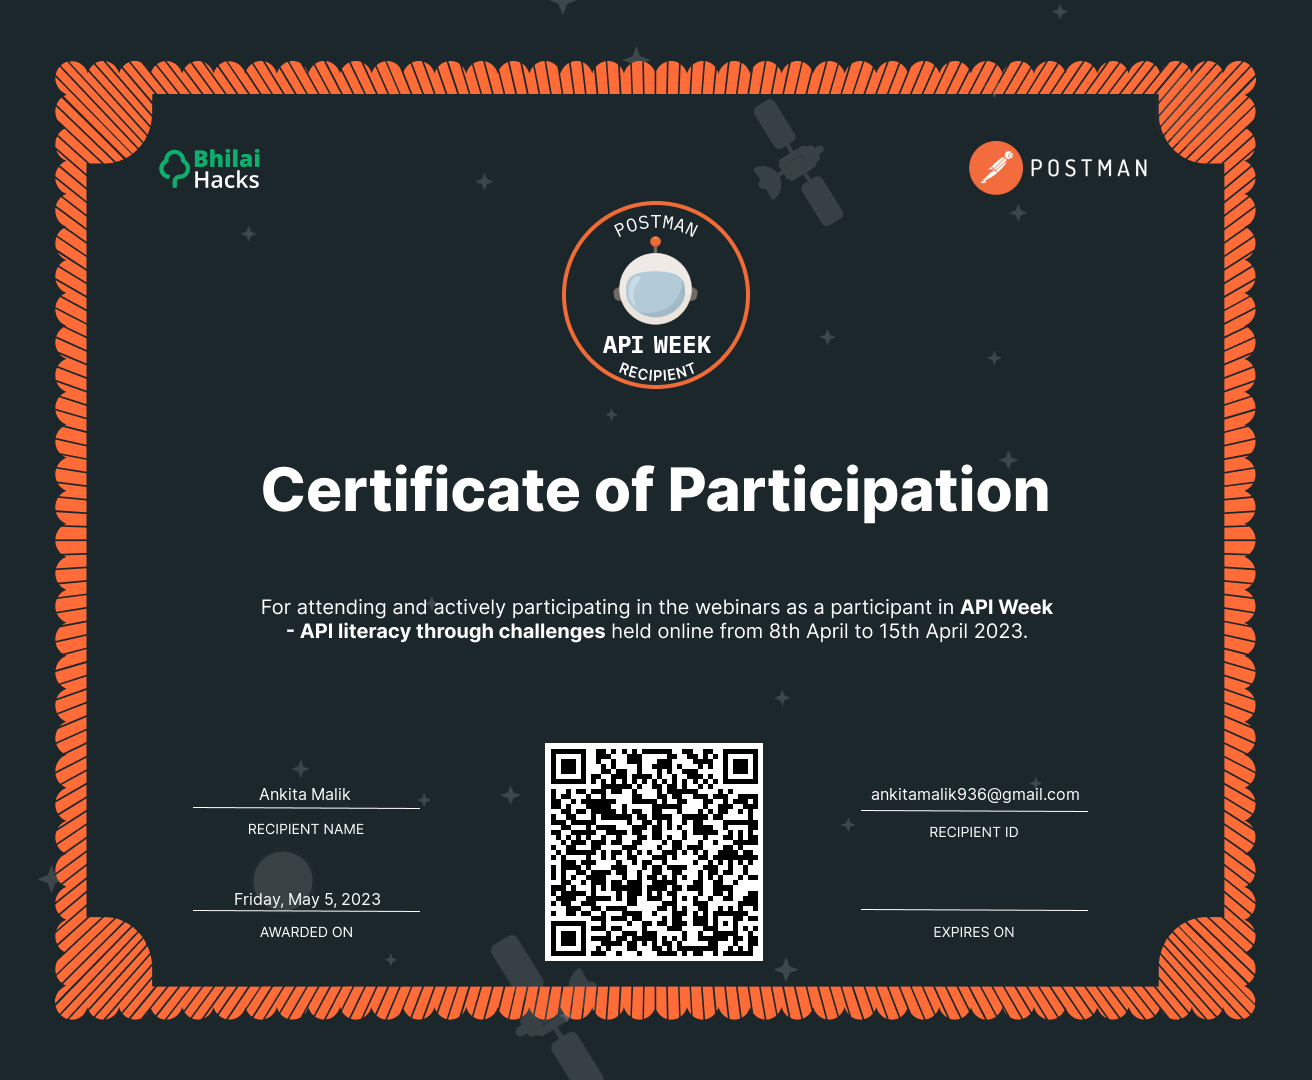 Bhilai
Hacks
POSTMAN
POSTMAN
API WEEK
RECIPIENT
Certificate of Participation
For attending and actively participating in the webinars as a participant in API Week
- API literacy through challenges held online from 8th April to 15th April 2023.
Ankita Malik
RECIPIENT NAME
ankitamalik936@gmail.com
RECIPIENT ID
Friday, May 5, 2023
AWARDED ON
EXPIRES ON